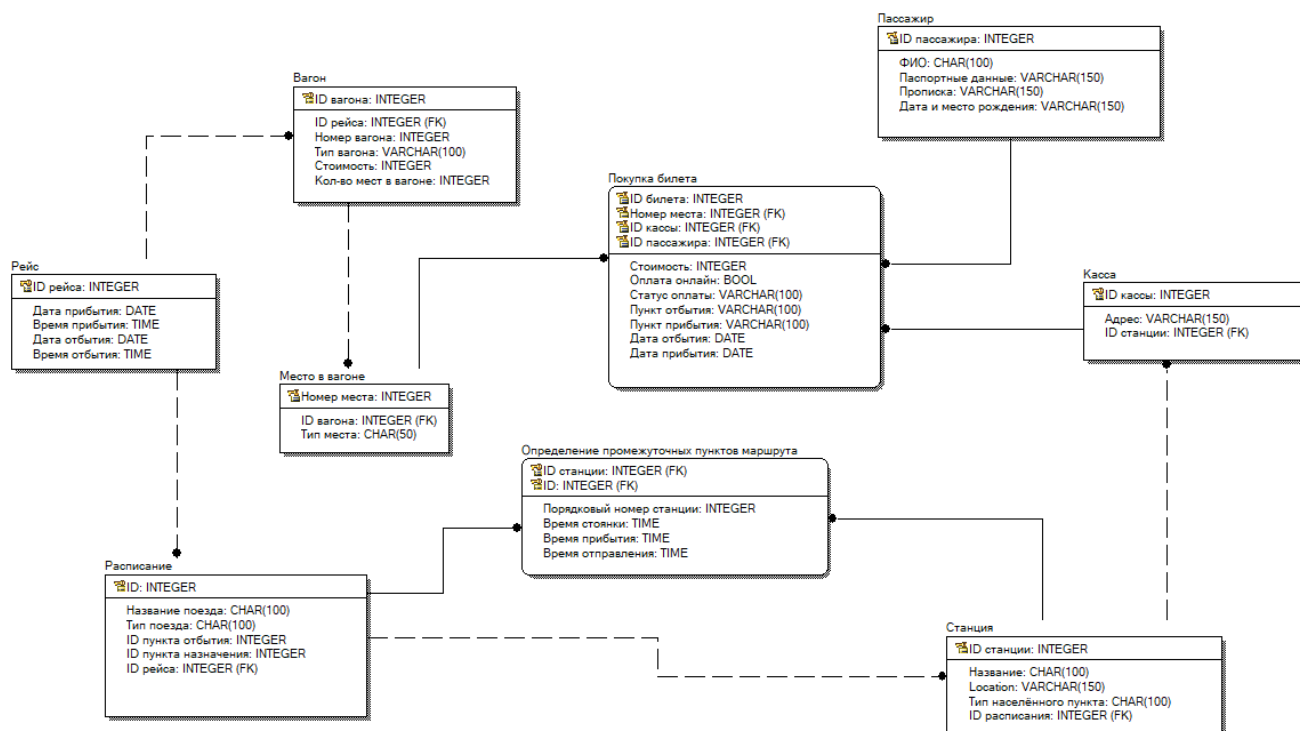 Пассажир
ID пассажира: INTEGER
ФИО: CHAR(100)
Паспортные данные: VARCHAR(150)
Прописка: VARCHAR(150)
Дата и место рождения: VARCHAR(150)
Вагон
ID вагона: INTEGER
ID рейса: INTEGER (FK)
Номер вагона: INTEGER
Тип вагона: VARCHAR(100)
Стоимость: INTEGER
Кол-во мест в вагоне: INTEGER
Покупка билета
ID билета: INTEGER
Номер места: INTEGER (FK)
ID кассы: INTEGER (FK)
ID пассажира: INTEGER (FK)
Стоимость: INTEGER
Оплата онлайн: BOOL
Статус оплаты: VARCHAR(100)
Пункт отбытия: VARCHAR(100)
Пункт прибытия: VARCHAR(100)
Дата отбытия: DATE
Дата прибытия: DATE
Рейс
ID рейса: INTEGER
Дата прибытия: DATE
Время прибытия: TIME
Дата отбытия: DATE
Время отбытия: TIME
Касса
ID кассы: INTEGER
Адрес: VARCHAR(150)
ID станции: INTEGER (FK)
Место в вагоне
Номер места: INTEGER
ID вагона: INTEGER (FK)
Тип места: CHAR(50)
Определение промежуточных пунктов маршрута
ID станции: INTEGER (FK)
ID: INTEGER (FK)
Порядковый номер станции: INTEGER
Время стоянки: TIME
Время прибытия: TIME
Время отправления: TIME
Расписание
ID: INTEGER
Название поезда: CHAR(100)
Тип поезда: CHAR(100)
ID пункта отбытия: INTEGER
ID пункта назначения: INTEGER
ID рейса: INTEGER (FK)
Станция
ID станции: INTEGER
Название: CHAR(100)
Location: VARCHAR(150)
Тип населённого пункта: CHAR(100)
ID расписания: INTEGER (FK)